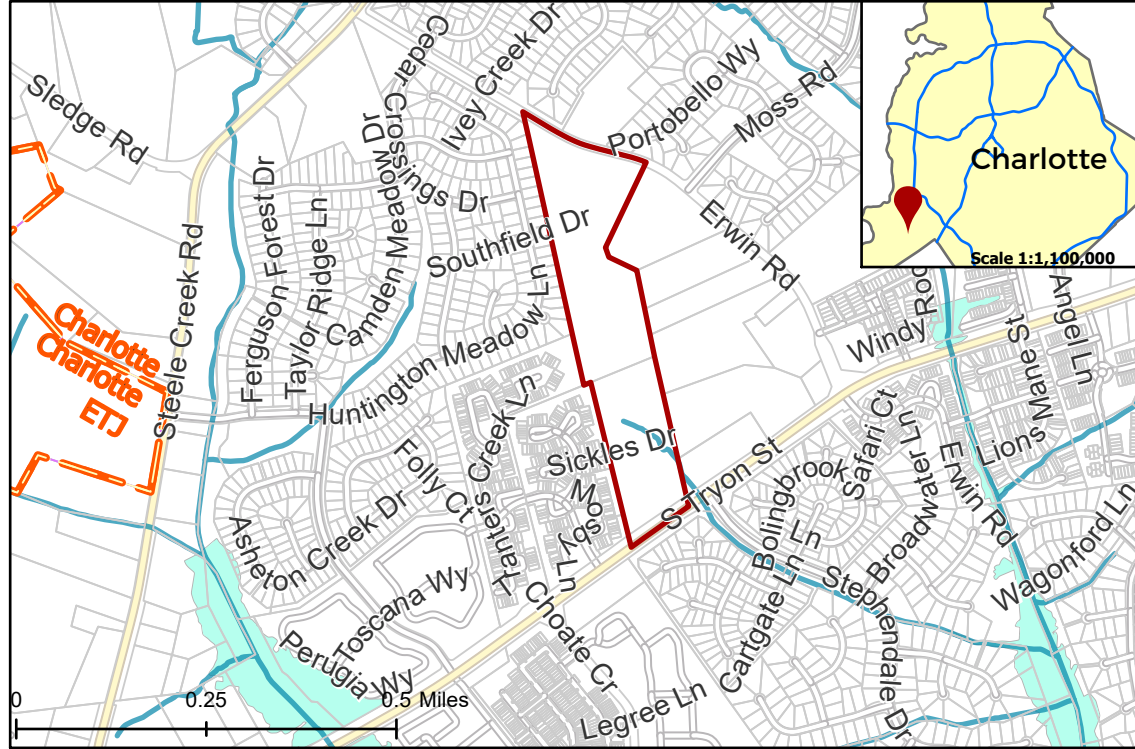 Sledge Rd
Cedar Crossings Dr
Ivey Creek Dr
Portobello Wy
Moss Rd
Charlotte
Scale 1:1,100,000
Ferguson Forest Dr
Taylor Ridge Ln
Camden Meadow Dr
Southfield Dr
Erwin Rd
Steele Creek Rd
Charlotte
Charlotte
ETJ
Huntington Meadow Ln
Windy
Roo
Angel Ln
Mane St
Lions
Folly Ct
Sickles Dr
Mosby Ln
S Tryon St
Bolingbrook
Ln
Safari Ct
Broadwater Ln
Erwin Rd
Wagonford Ln
Asheton Creek Dr
Toscana Wy
Perugia Wy
Choate Cr
Cartgate Ln
Stephendale Dr
Legree Ln
0
0.25
0.5 Miles